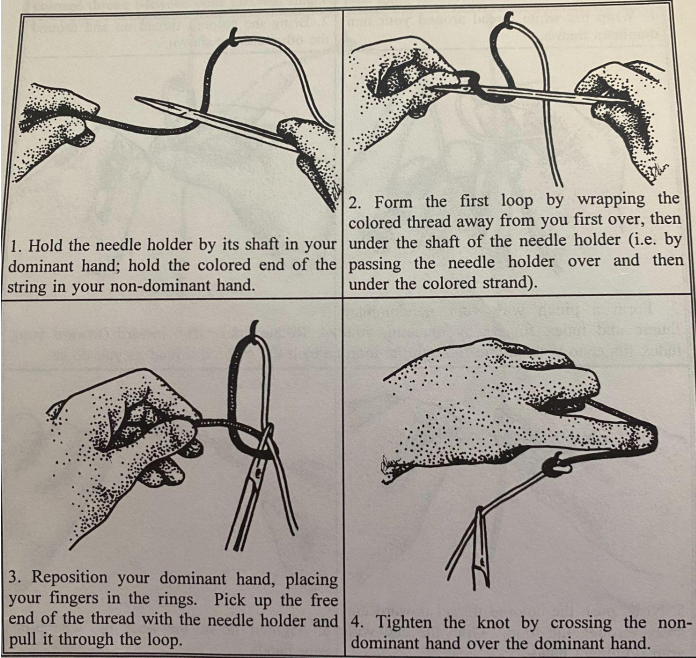 1. Hold the needle holder by its shaft in your
dominant hand; hold the colored end of the
string in your non-dominant hand.
2. Form the first loop by wrapping the
colored thread away from you first over, then
under the shaft of the needle holder (i.e. by
passing the needle holder over and then
under the colored strand).
3. Reposition your dominant hand, placing
your fingers in the rings. Pick up the free
end of the thread with the needle holder and
pull it through the loop.
4. Tighten the knot by crossing the non-
dominant hand over the dominant hand.